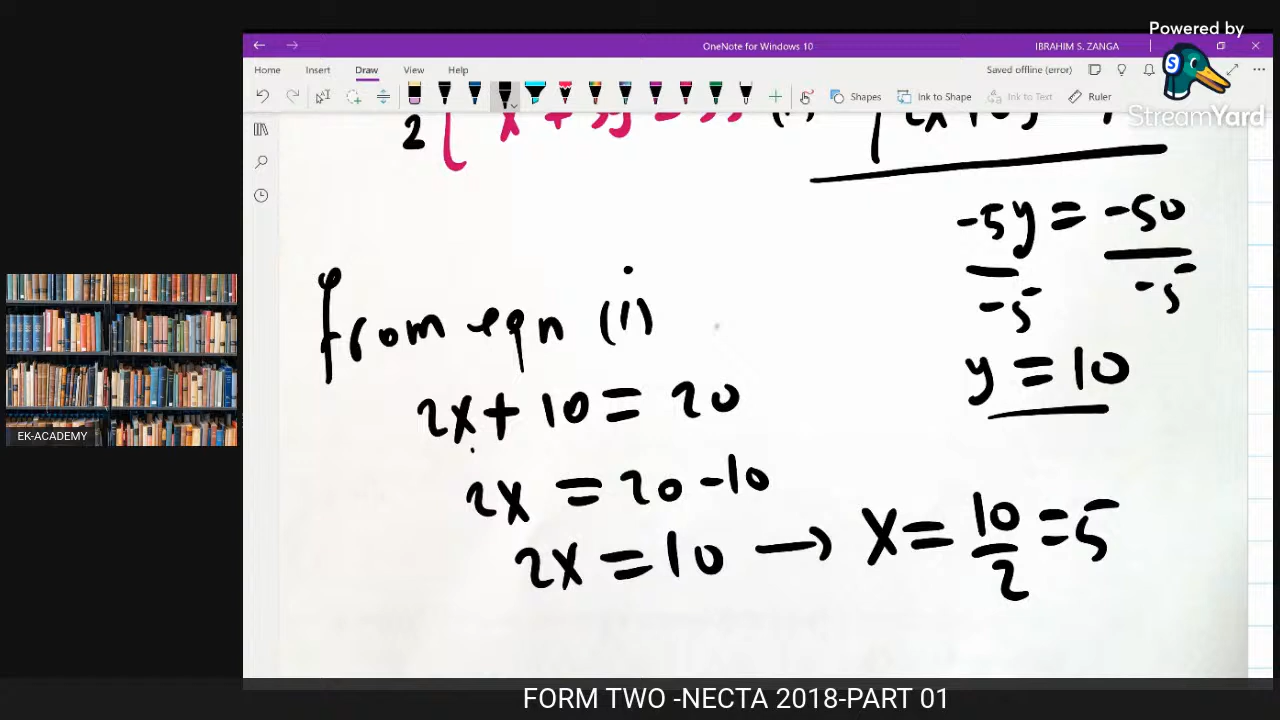 Powered by
OneNote for Windows 10
IBRAHIM S. ZANGA
StreamYard
Home Insert Draw View Help
Saved offline (error)
Shapes Ink to Shape Ink to Text Ruler
2
-5y = -50
-5 -5
y = 10
from eqn (i)
2x + 10 = 20
2x = 20 - 10
2x = 10 → x = 10/2 = 5
EK-ACADEMY
FORM TWO -NECTA 2018-PART 01